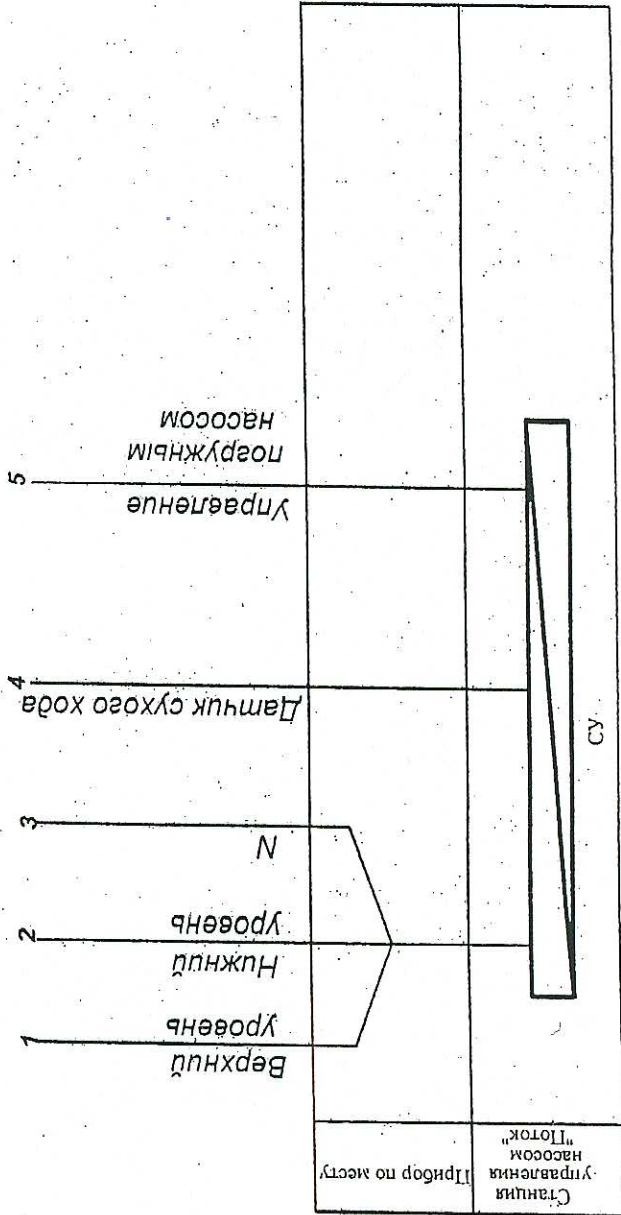 1
Верхний
уровень
2
Нижний
уровень
3
N
4
Датчик сухого хода
5
Управление
погружным
насосом
Прибор по месту
Станция
управления
насосом
"Поток"
СУ